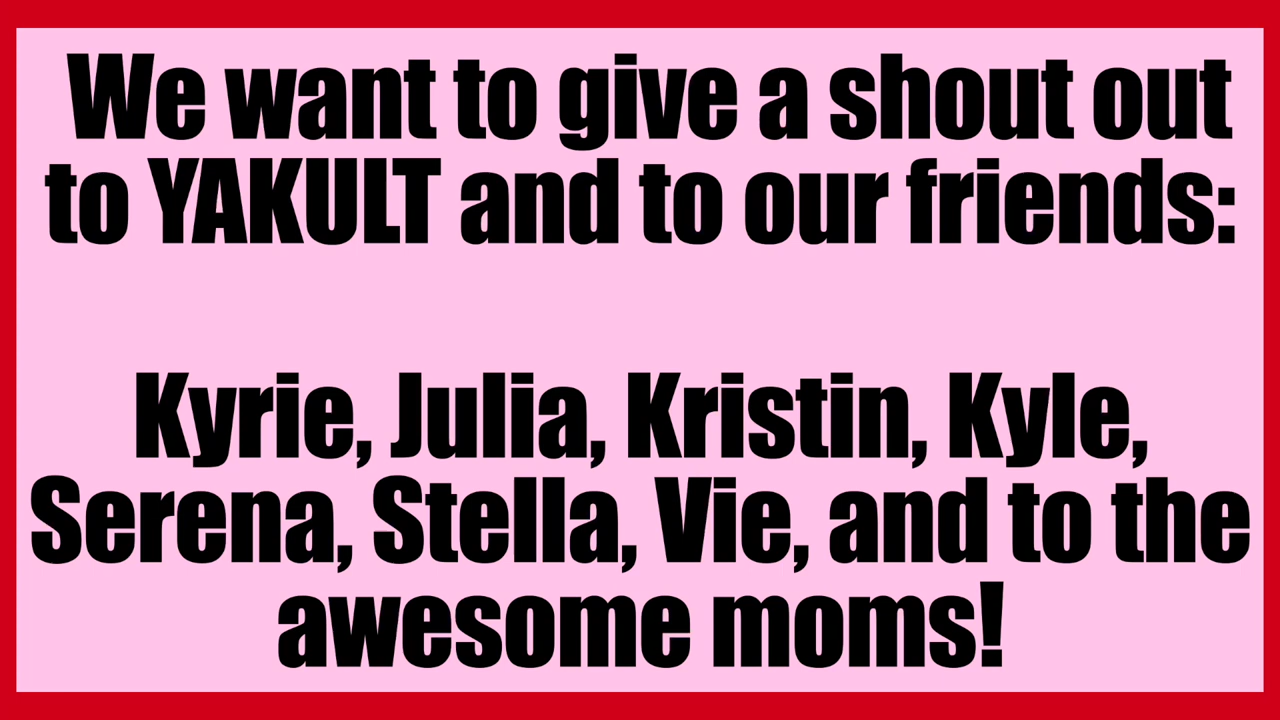 We want to give a shout out
to YAKULT and to our friends:
Kyrie, Julia, Kristin, Kyle,
Serena, Stella, Vie, and to the
awesome moms!